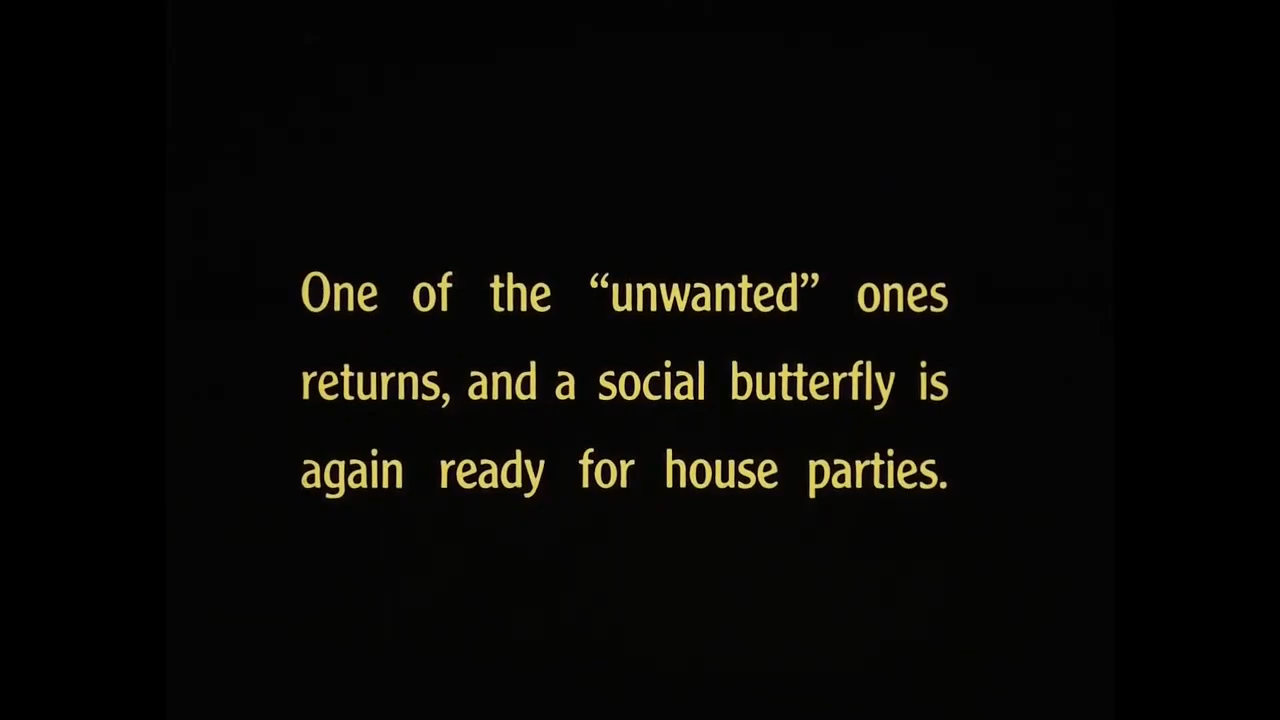 One of the “unwanted” ones
returns, and a social butterfly is
again ready for house parties.